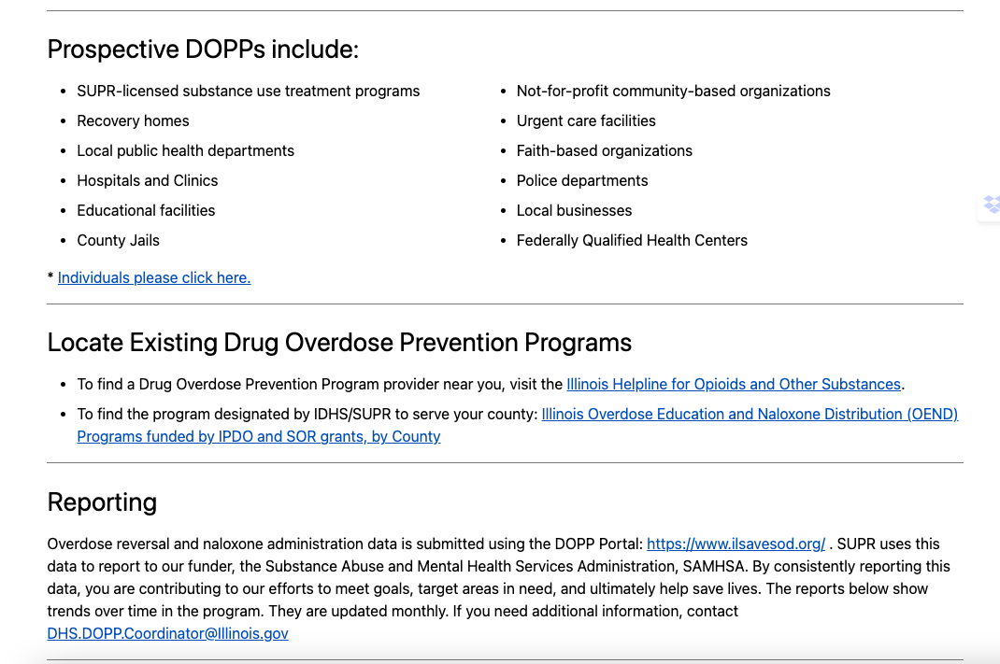 Prospective DOPPs include:
• SUPR-licensed substance use treatment programs
• Recovery homes
• Local public health departments
• Hospitals and Clinics
• Educational facilities
• County Jails
• Not-for-profit community-based organizations
• Urgent care facilities
• Faith-based organizations
• Police departments
• Local businesses
• Federally Qualified Health Centers
* Individuals please click here.
Locate Existing Drug Overdose Prevention Programs
• To find a Drug Overdose Prevention Program provider near you, visit the Illinois Helpline for Opioids and Other Substances.
• To find the program designated by IDHS/SUPR to serve your county: Illinois Overdose Education and Naloxone Distribution (OEND)
Programs funded by IPDO and SOR grants, by County
Reporting
Overdose reversal and naloxone administration data is submitted using the DOPP Portal: https://www.ilsavesod.org/ . SUPR uses this
data to report to our funder, the Substance Abuse and Mental Health Services Administration, SAMHSA. By consistently reporting this
data, you are contributing to our efforts to meet goals, target areas in need, and ultimately help save lives. The reports below show
trends over time in the program. They are updated monthly. If you need additional information, contact
DHS.DOPP.Coordinator@Illinois.gov